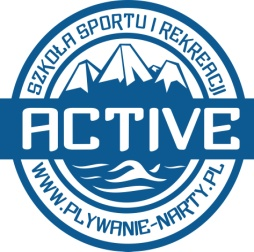 SZKOŁA SPORTU I REKREACJI
ACTIVE
WWW.PLYWANIE-NARTY.PL